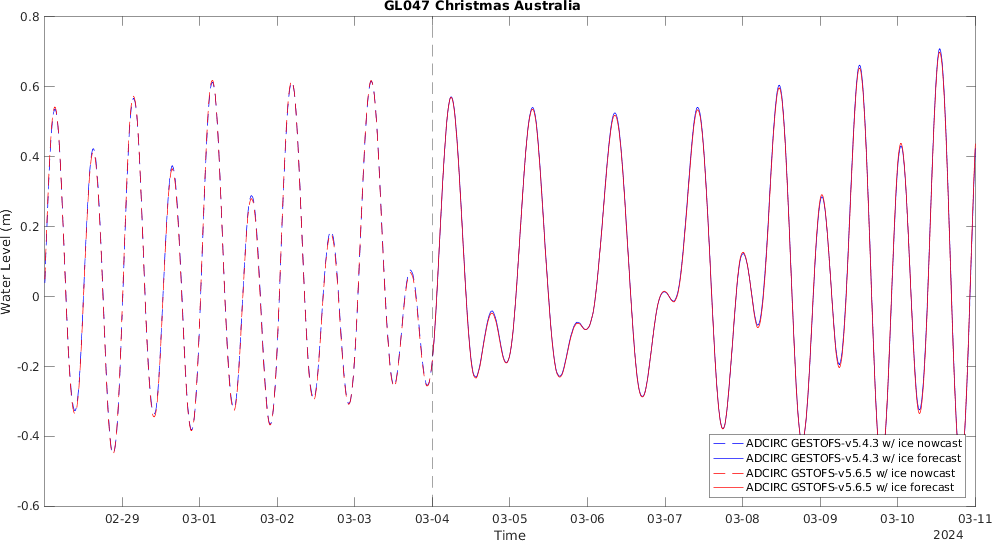 GL047 Christmas Australia
0.8
0.6
0.4
0.2
0
-0.2
-0.4
-0.6
Water Level (m)
ADCIRC GESTOFS-v5.4.3 w/ ice nowcast
ADCIRC GESTOFS-v5.4.3 w/ ice forecast
ADCIRC GSTOFS-v5.6.5 w/ ice nowcast
ADCIRC GSTOFS-v5.6.5 w/ ice forecast
02-29 03-01 03-02 03-03 03-04 03-05 03-06 03-07 03-08 03-09 03-10 03-11
Time
2024